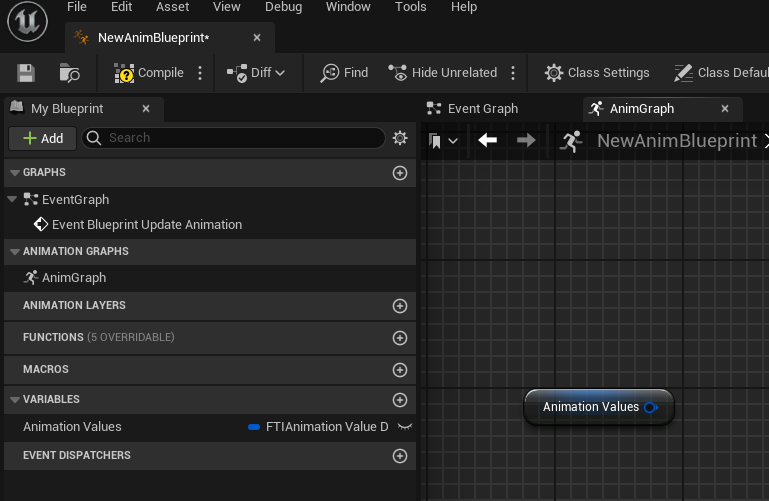 File Edit Asset View Debug Window Tools Help
NewAnimBlueprint*
Compile Diff Find Hide Unrelated Class Settings Class Defaul
My Blueprint Event Graph AnimGraph
Add Search NewAnimBlueprint
GRAPHS
EventGraph
Event Blueprint Update Animation
ANIMATION GRAPHS
AnimGraph
ANIMATION LAYERS
FUNCTIONS (5 OVERRIDABLE)
MACROS
VARIABLES
Animation Values
Animation Values FTIAnimation Value D
EVENT DISPATCHERS